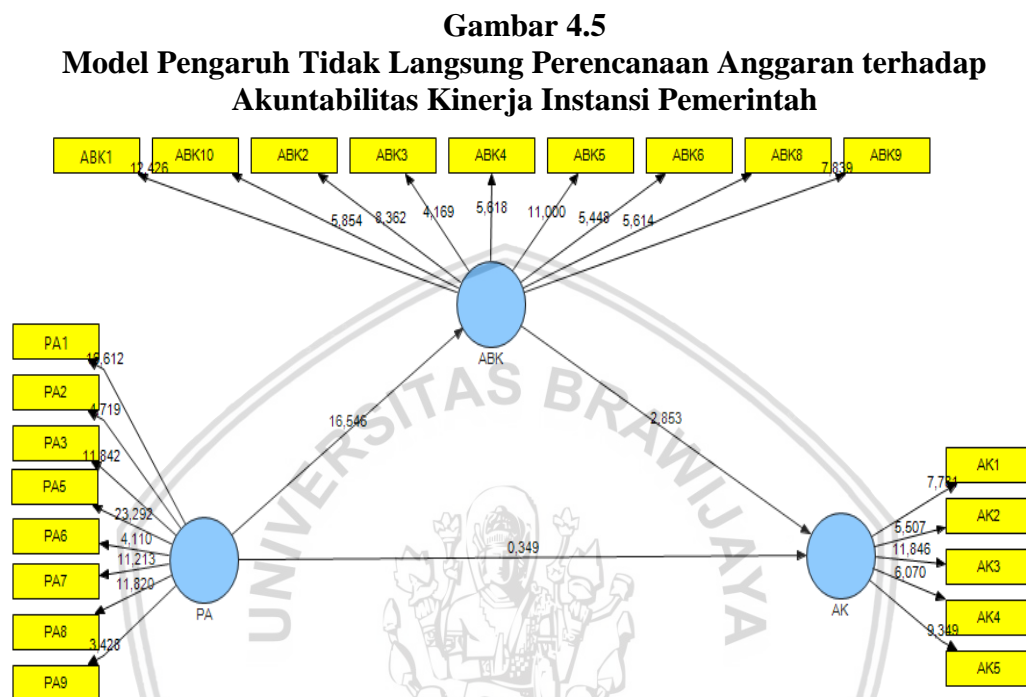 Gambar 4.5
Model Pengaruh Tidak Langsung Perencanaan Anggaran terhadap
Akuntabilitas Kinerja Instansi Pemerintah
ABK1 ABK10 ABK2 ABK3 ABK4 ABK5 ABK6 ABK8 ABK9
12,426 5,854 8,362 4,169 5,618 11,000 5,448 5,614 7,839
ABK
PA1
PA2
PA3
PA5
PA6
PA7
PA8
PA9
4,719
11,842
23,292
4,110
11,213
11,820
3,428
PA
16,546
2,853
0,349
AK
5,507
11,846
6,070
9,349
AK1
AK2
AK3
AK4
AK5
UNIVERSITAS BRAWIJAYA